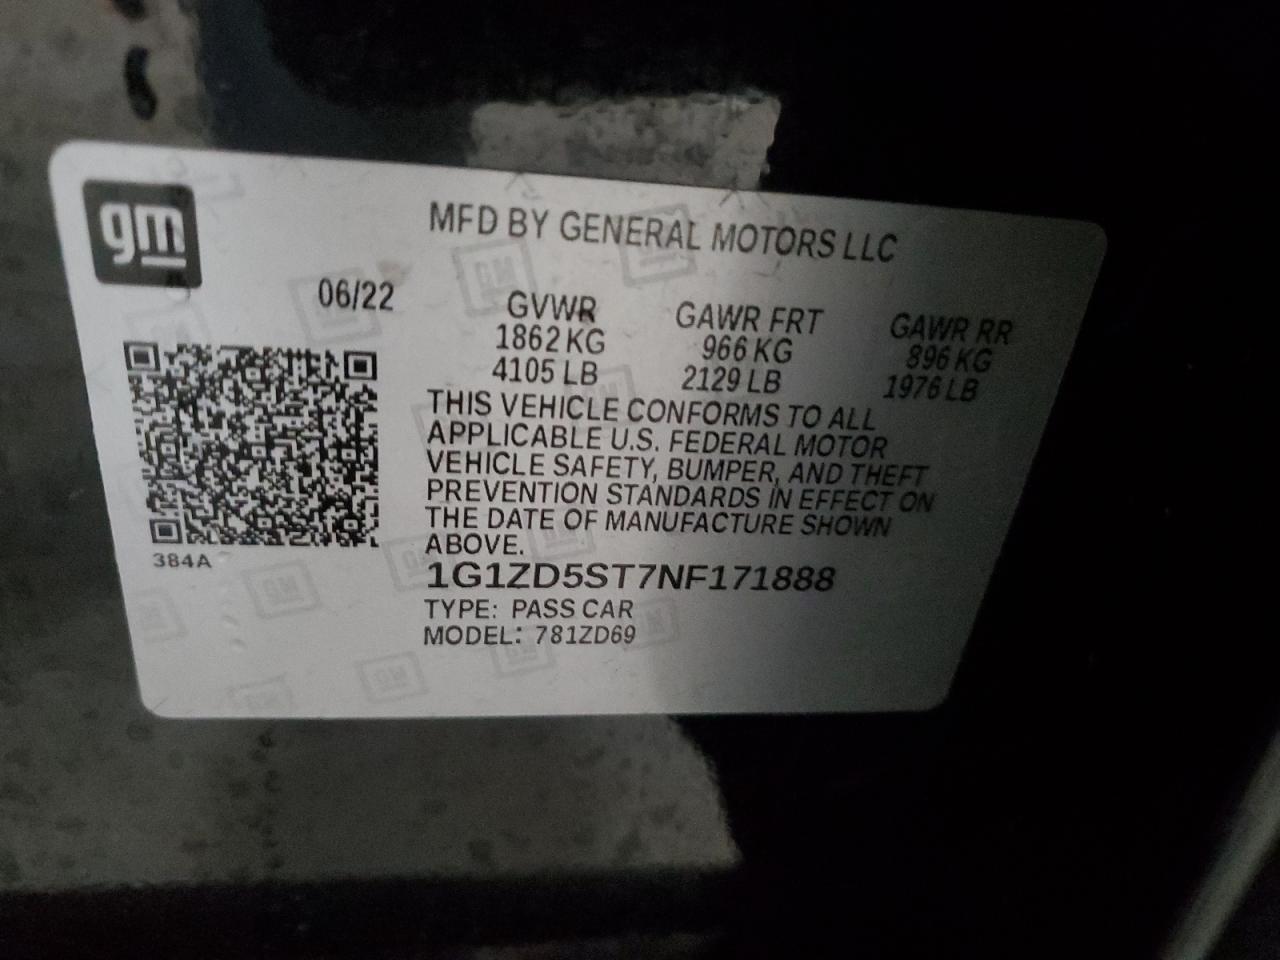 gm
MFD BY GENERAL MOTORS LLC
06/22
GVWR GAWR FRT GAWR RR
1862 KG 966 KG 896 KG
4105 LB 2129 LB 1976 LB
THIS VEHICLE CONFORMS TO ALL
APPLICABLE U.S. FEDERAL MOTOR
VEHICLE SAFETY, BUMPER, AND THEFT
PREVENTION STANDARDS IN EFFECT ON
THE DATE OF MANUFACTURE SHOWN
ABOVE.
384A
1G1ZD5ST7NF171888
TYPE: PASS CAR
MODEL: 781ZD69